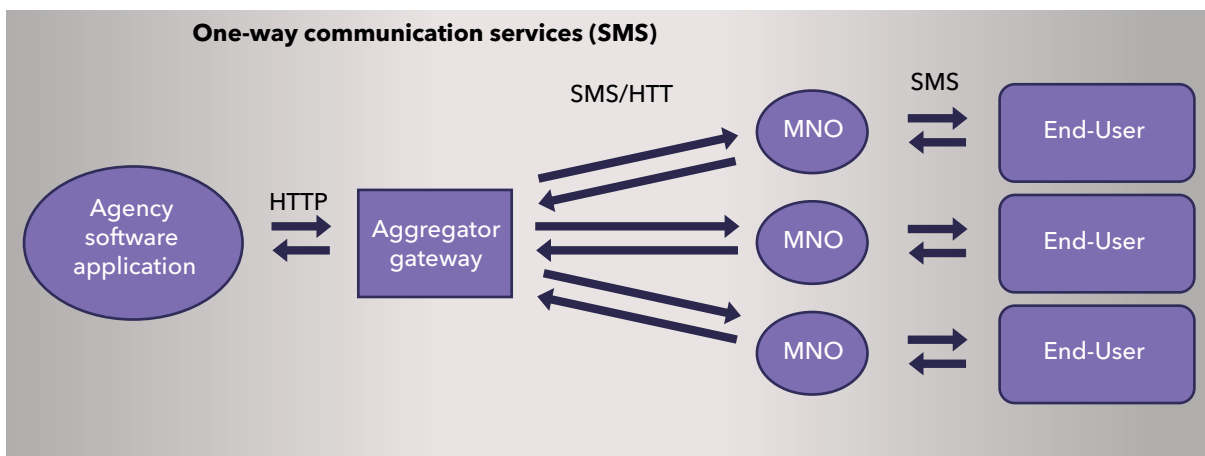 One-way communication services (SMS)
SMS/HTT
SMS
HTTP
Agency
software
application
Aggregator
gateway
MNO
End-User
MNO
End-User
MNO
End-User